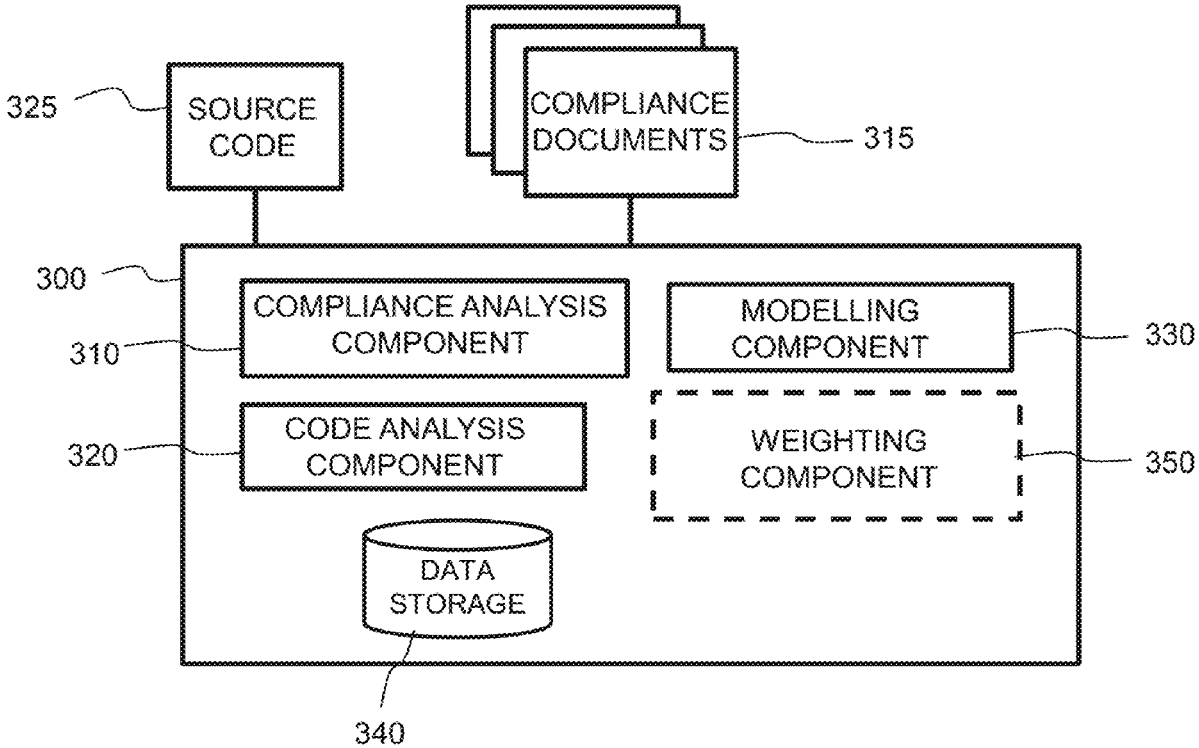 325
SOURCE
CODE
COMPLIANCE
DOCUMENTS
315
300
COMPLIANCE ANALYSIS
COMPONENT
310
MODELLING
COMPONENT
330
CODE ANALYSIS
COMPONENT
320
WEIGHTING
COMPONENT
350
DATA
STORAGE
340